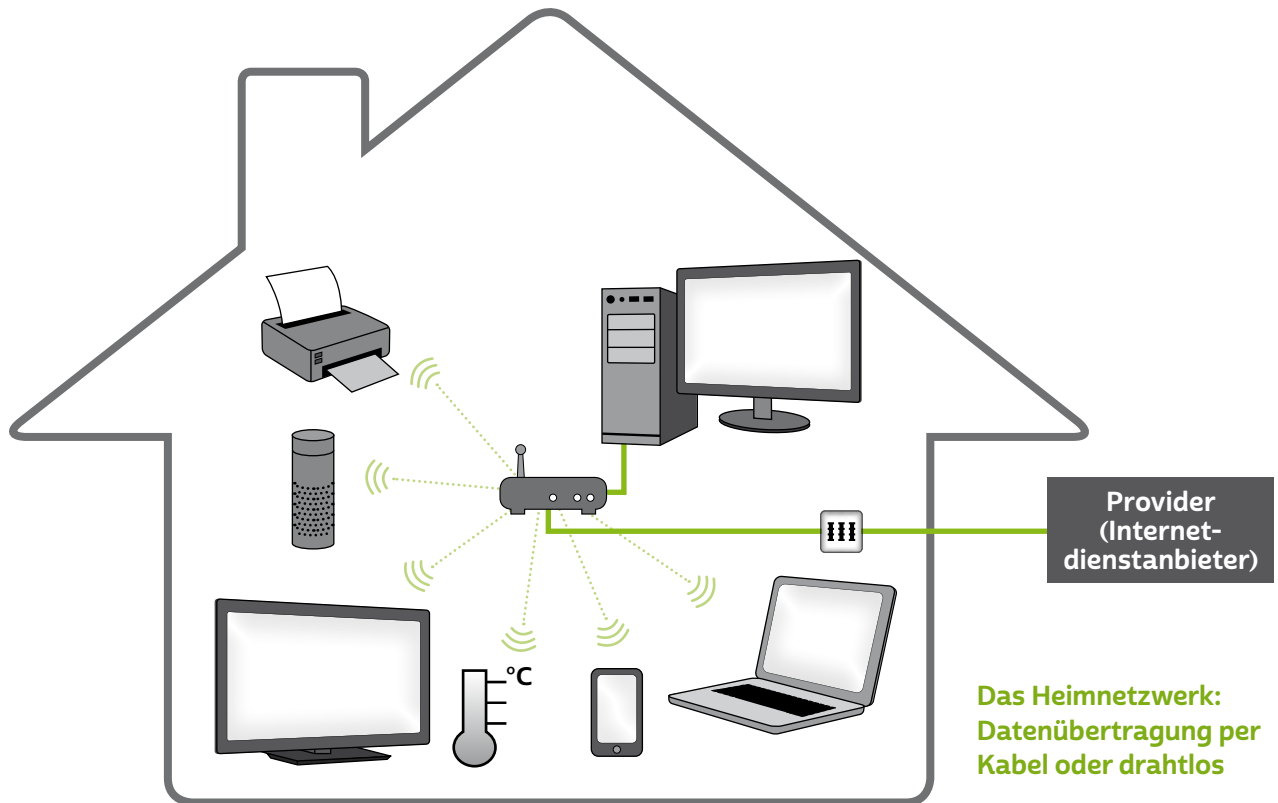 Provider
(Internet-
dienstanbieter)
°C
Das Heimnetzwerk:
Datenübertragung per
Kabel oder drahtlos